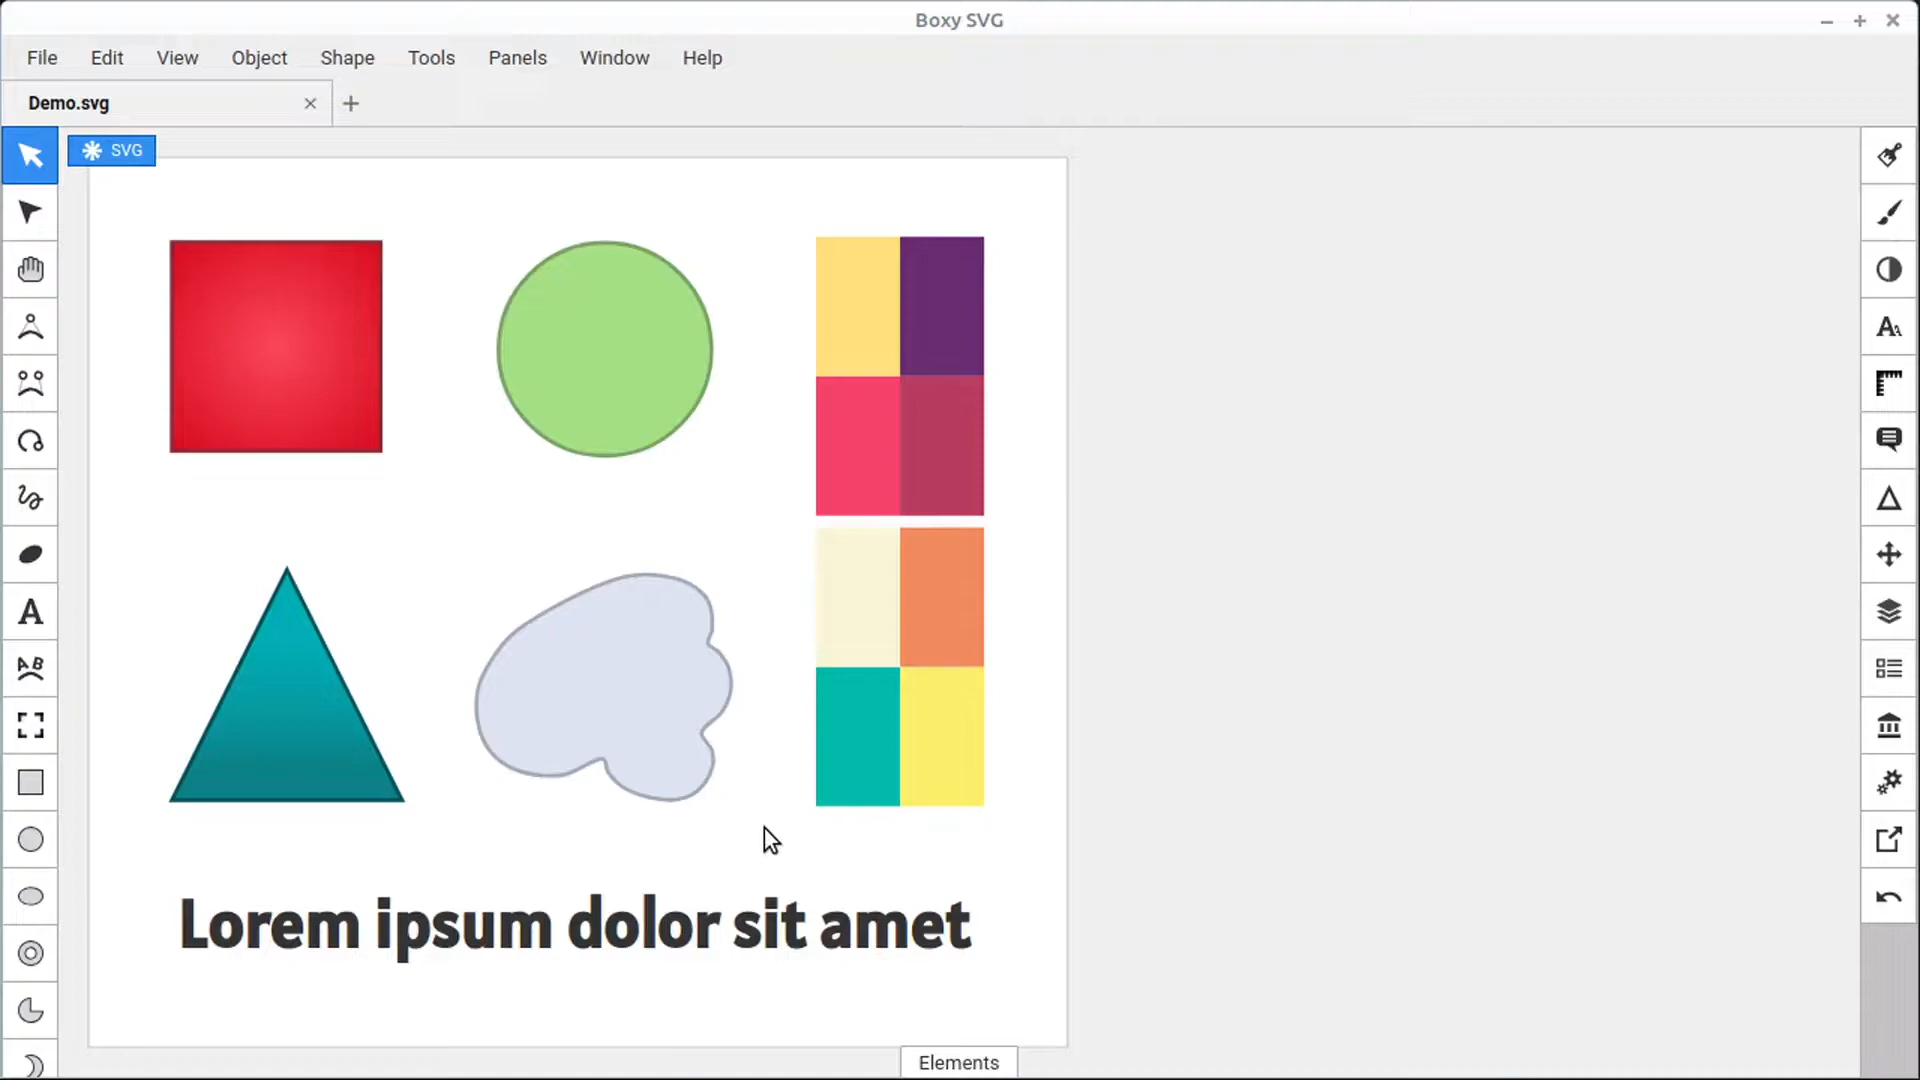 Boxy SVG
File Edit View Object Shape Tools Panels Window Help
Demo.svg
SVG
Lorem ipsum dolor sit amet
Elements